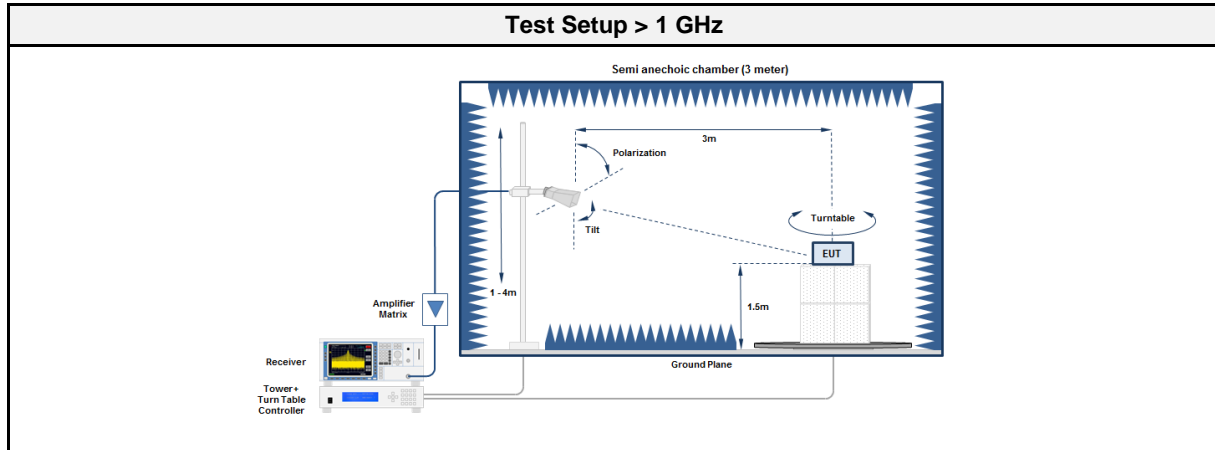 Test Setup > 1 GHz
Semi anechoic chamber (3 meter)
3m
Polarization
Tilt
Turntable
EUT
1 - 4m
1.5m
Amplifier
Matrix
Ground Plane
Receiver
Tower+
Turn Table
Controller